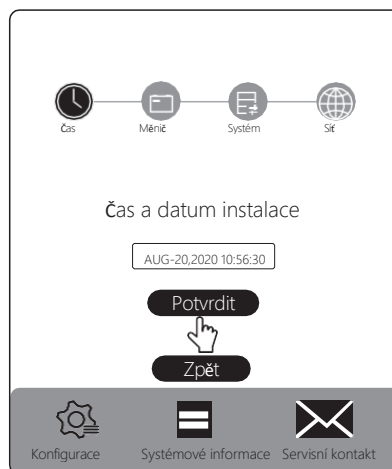 Čas Měnič Systém Síť
Čas a datum instalace
AUG-20,2020 10:56:30
Potvrdit
Zpět
Konfigurace Systémové informace Servisní kontakt